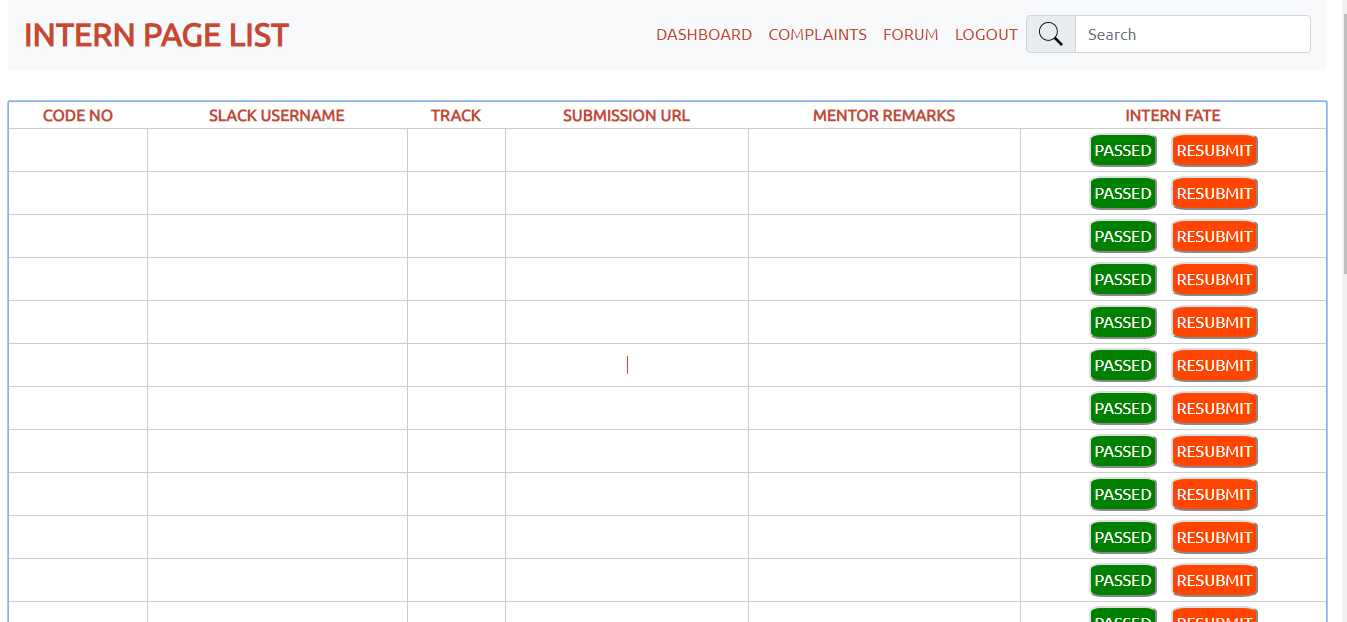 INTERN PAGE LIST DASHBOARD COMPLAINTS FORUM LOGOUT Search
CODE NO SLACK USERNAME TRACK SUBMISSION URL MENTOR REMARKS INTERN FATE
PASSED RESUBMIT
PASSED RESUBMIT
PASSED RESUBMIT
PASSED RESUBMIT
PASSED RESUBMIT
PASSED RESUBMIT
PASSED RESUBMIT
PASSED RESUBMIT
PASSED RESUBMIT
PASSED RESUBMIT
PASSED RESUBMIT
PASSED RESUBMIT